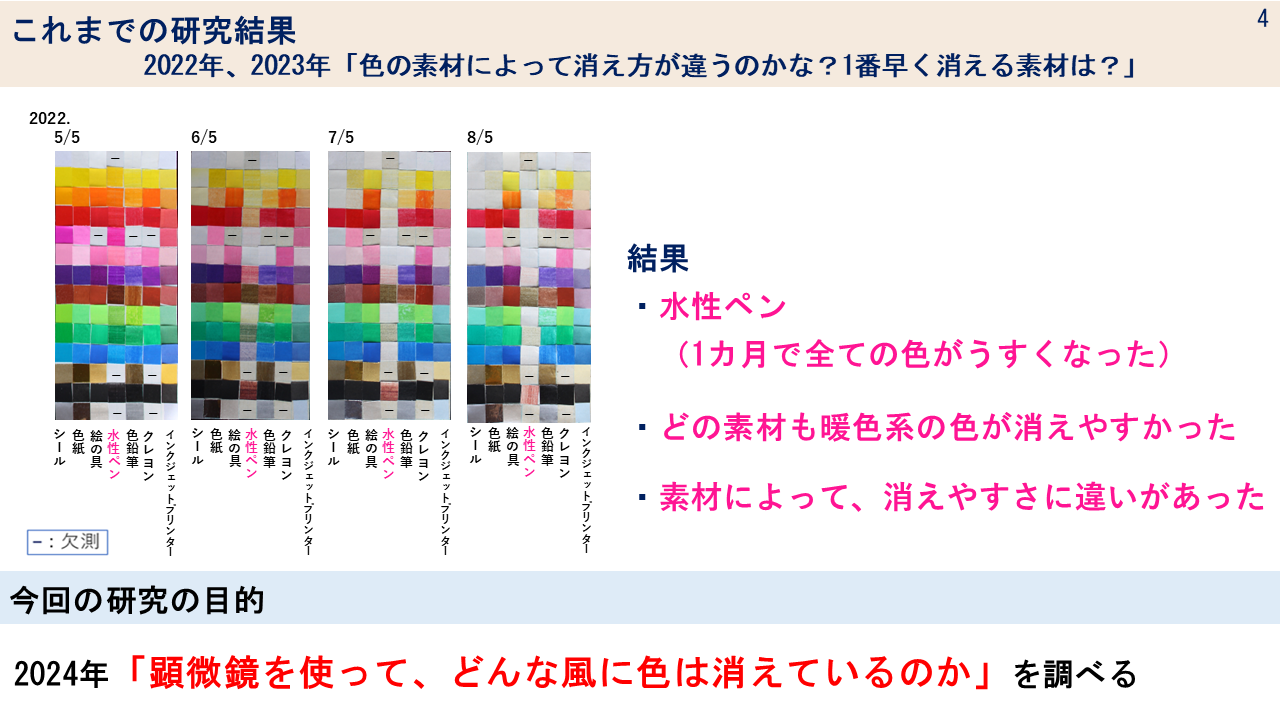 これまでの研究結果
4
2022年、2023年「色の素材によって消え方が違うのかな？1番早く消える素材は？」
2022.
5/5
6/5
7/5
8/5
シール
色紙
絵の具
水性ペン
色鉛筆
クレヨン
インクジェットプリンター
シール
色紙
絵の具
水性ペン
色鉛筆
クレヨン
インクジェットプリンター
シール
色紙
絵の具
水性ペン
色鉛筆
クレヨン
インクジェットプリンター
シール
色紙
絵の具
水性ペン
色鉛筆
クレヨン
インクジェットプリンター
−：欠測
結果
・水性ペン
（1カ月で全ての色がうすくなった）
・どの素材も暖色系の色が消えやすかった
・素材によって、消えやすさに違いがあった
今回の研究の目的
2024年「顕微鏡を使って、どんな風に色は消えているのか」を調べる